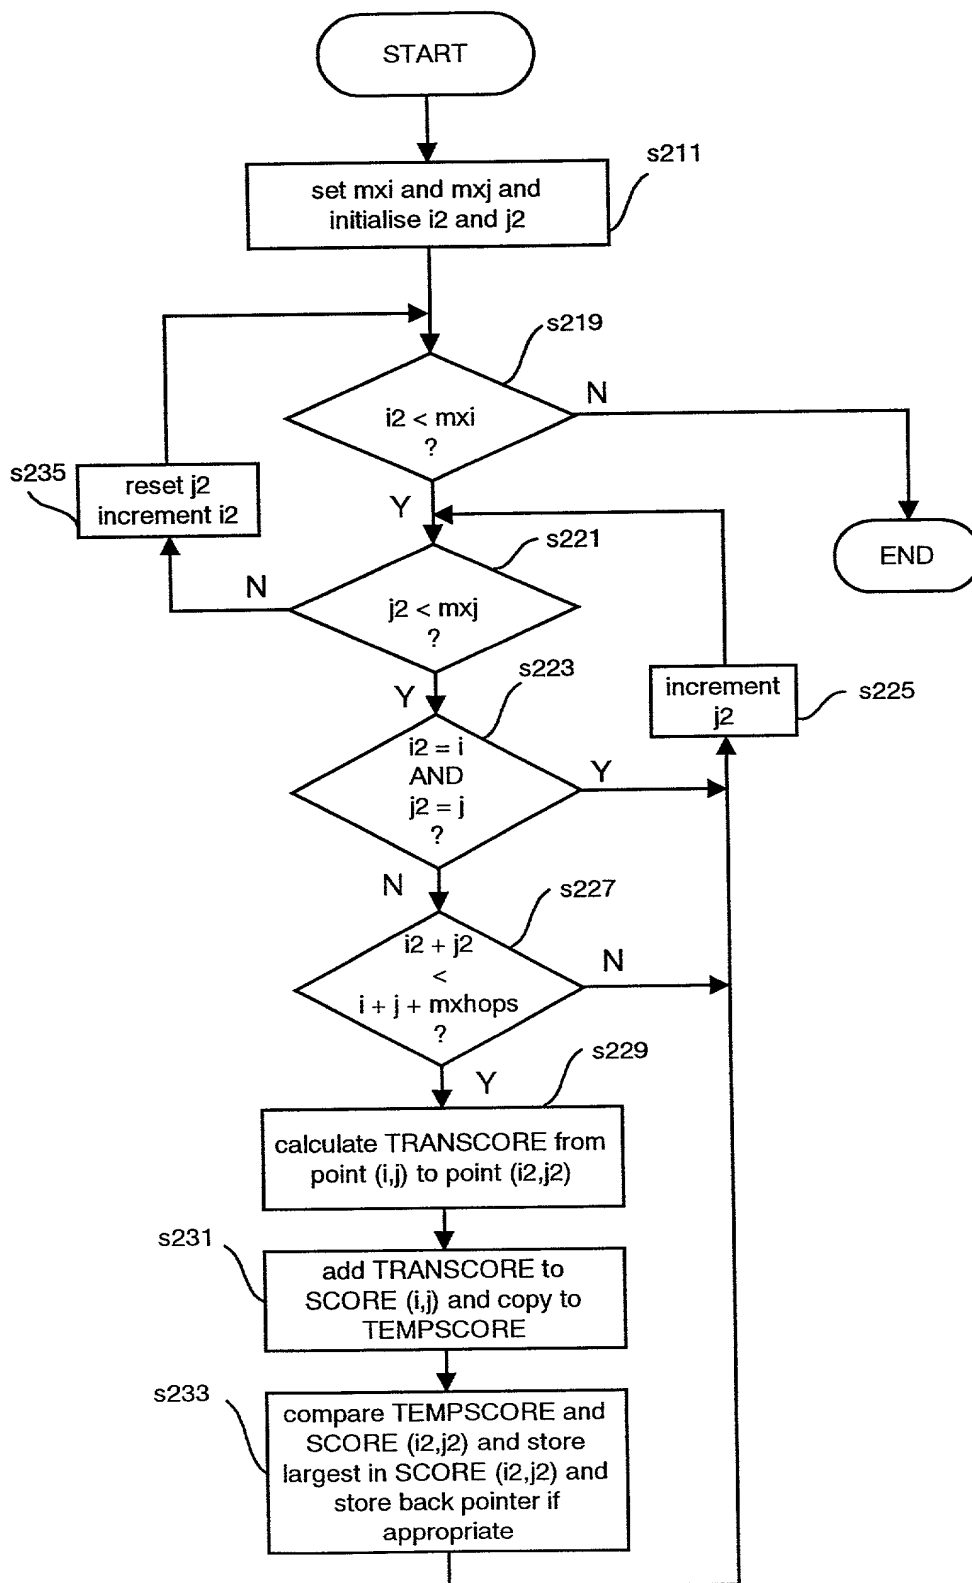 START
s211
set mxi and mxj and
initialise i2 and j2
s219
i2 < mxi
?
N
Y
s235
reset j2
increment i2
END
s221
j2 < mxj
?
N
Y
s223
i2 = i
AND
j2 = j
?
Y
N
increment
j2
s225
s227
i2 + j2
<
i + j + mxhops
?
N
Y
s229
calculate TRANSCORE from
point (i,j) to point (i2,j2)
s231
add TRANSCORE to
SCORE (i,j) and copy to
TEMPSCORE
s233
compare TEMPSCORE and
SCORE (i2,j2) and store
largest in SCORE (i2,j2) and
store back pointer if
appropriate